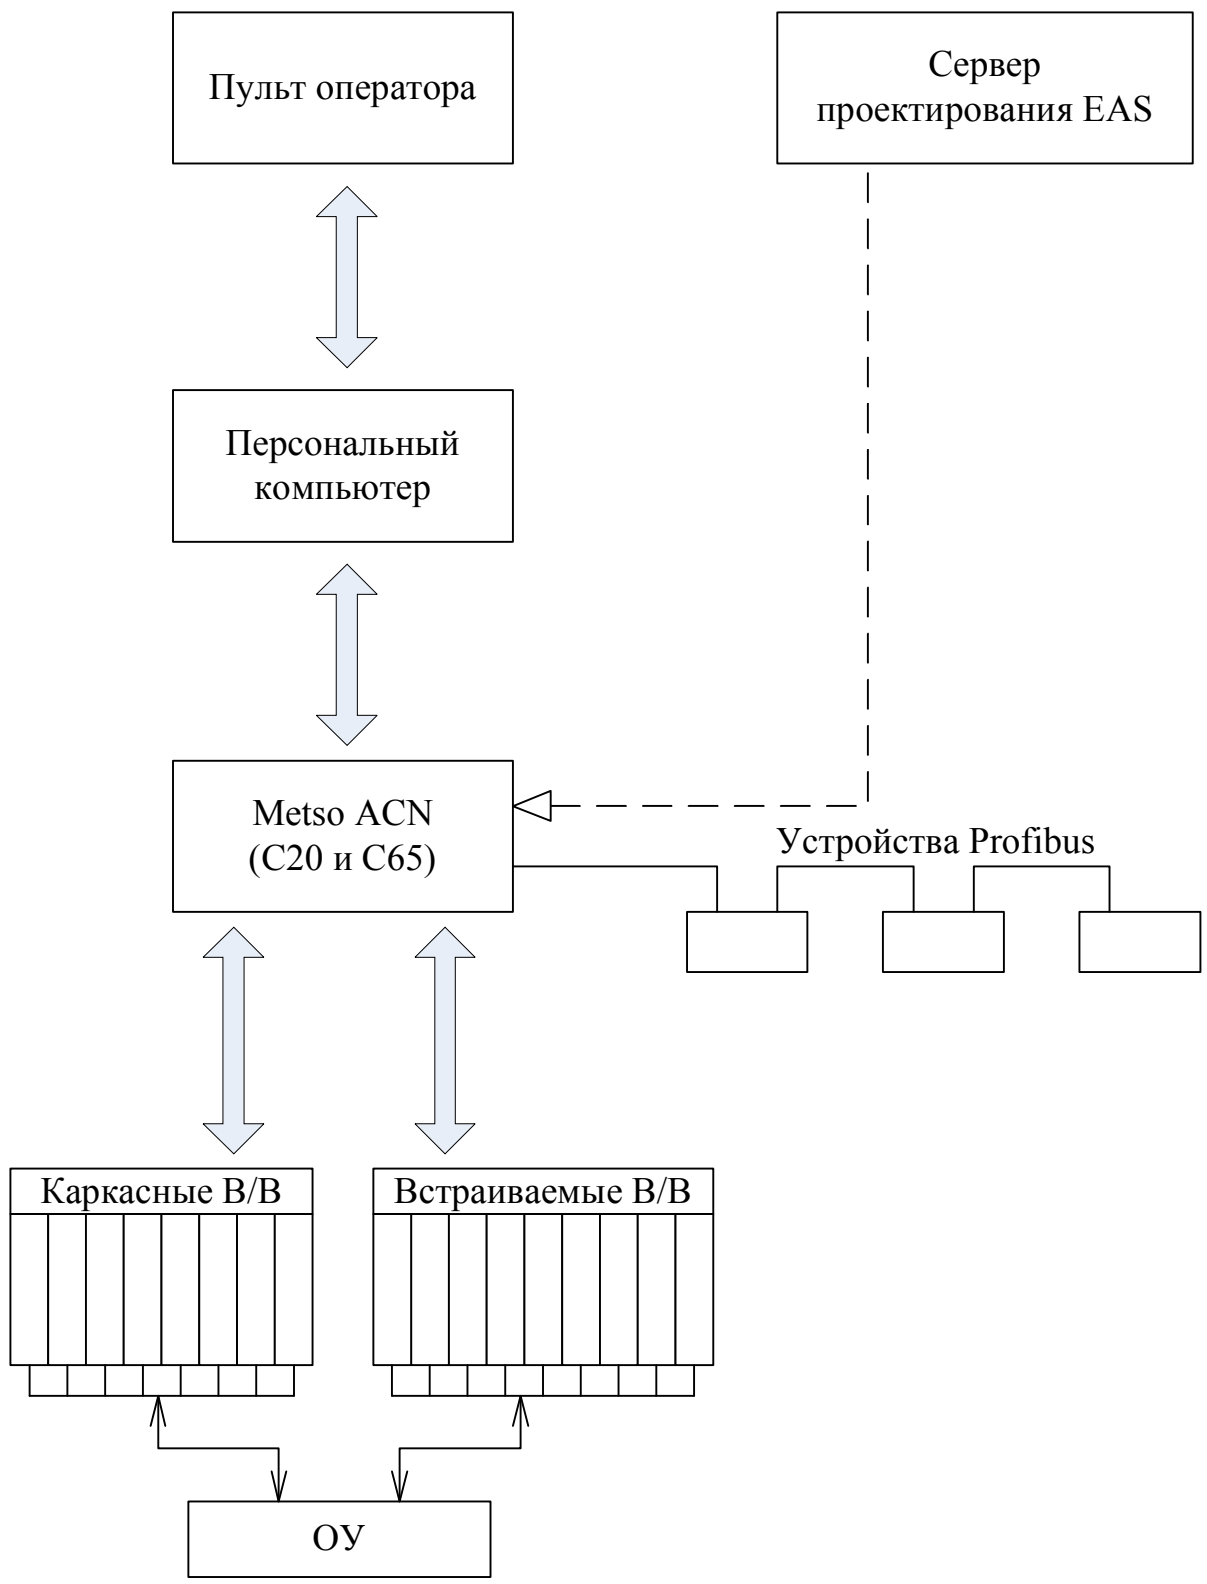 Пульт оператора
Сервер
проектирования EAS
Персональный
компьютер
Metso ACN
(C20 и C65)
Устройства Profibus
Каркасные В/В
Встраиваемые В/В
ОУ